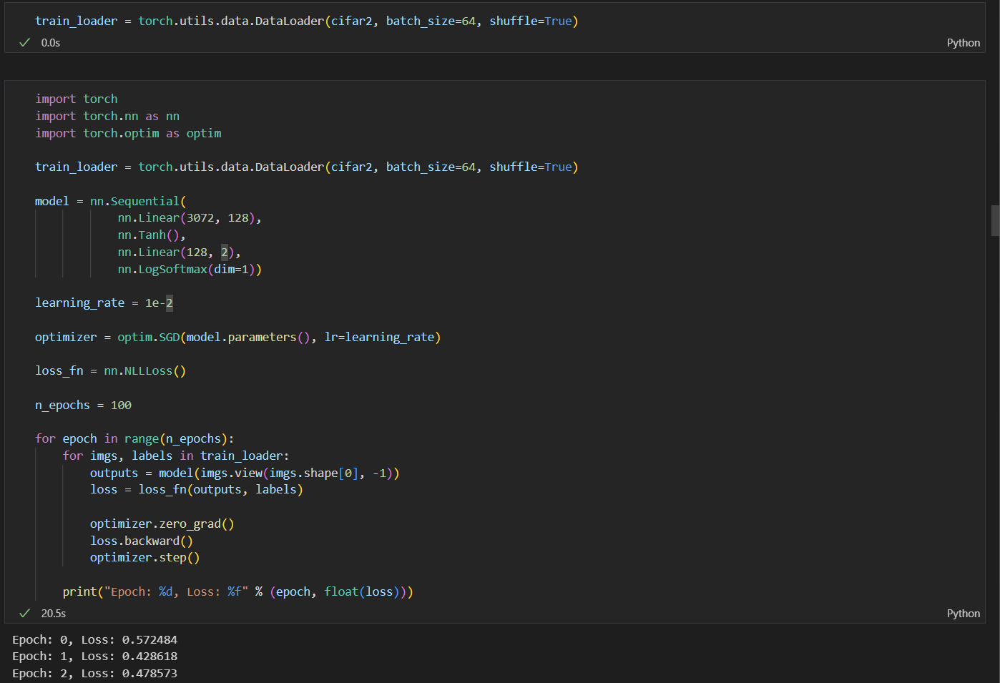 train_loader = torch.utils.data.DataLoader(cifar2, batch_size=64, shuffle=True)
0.0s
Python
import torch
import torch.nn as nn
import torch.optim as optim
train_loader = torch.utils.data.DataLoader(cifar2, batch_size=64, shuffle=True)
model = nn.Sequential(
            nn.Linear(3072, 128),
            nn.Tanh(),
            nn.Linear(128, 2),
            nn.LogSoftmax(dim=1))
learning_rate = 1e-2
optimizer = optim.SGD(model.parameters(), lr=learning_rate)
loss_fn = nn.NLLLoss()
n_epochs = 100
for epoch in range(n_epochs):
    for imgs, labels in train_loader:
        outputs = model(imgs.view(imgs.shape[0], -1))
        loss = loss_fn(outputs, labels)
        optimizer.zero_grad()
        loss.backward()
        optimizer.step()
    print("Epoch: %d, Loss: %f" % (epoch, float(loss)))
20.5s
Python
Epoch: 0, Loss: 0.572484
Epoch: 1, Loss: 0.428618
Epoch: 2, Loss: 0.478573